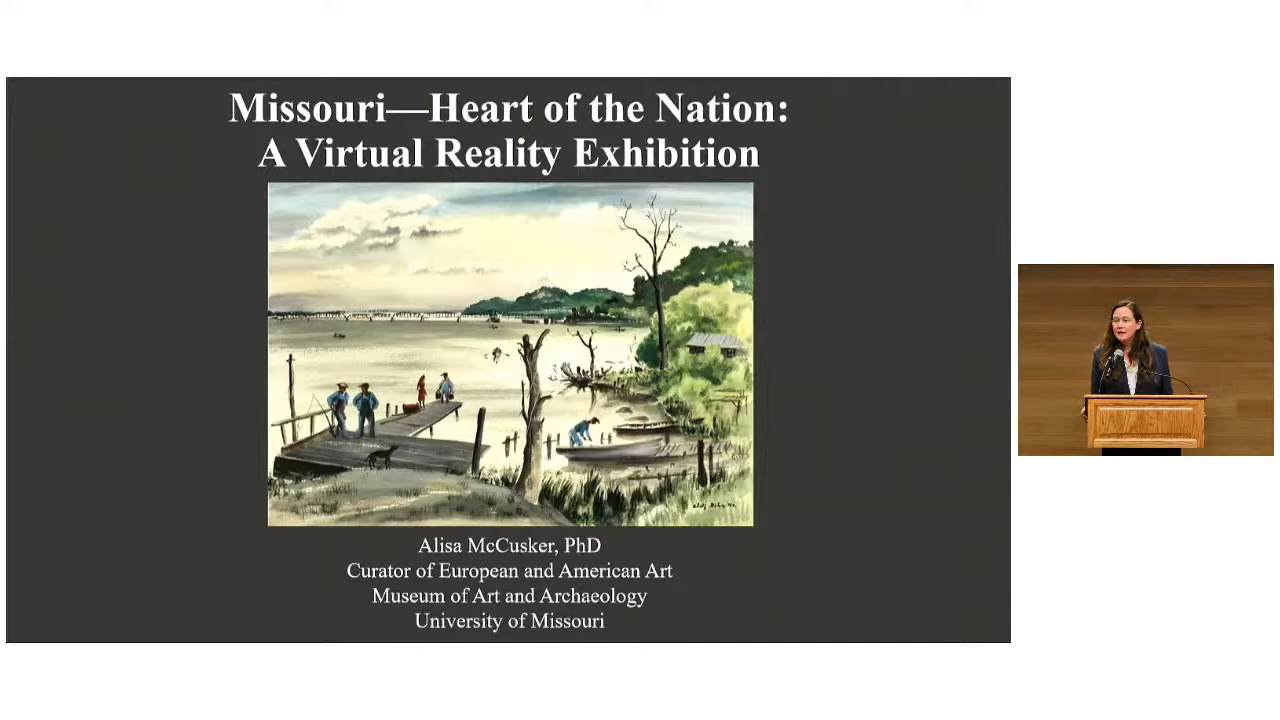 Missouri—Heart of the Nation:
A Virtual Reality Exhibition
Alisa McCusker, PhD
Curator of European and American Art
Museum of Art and Archaeology
University of Missouri